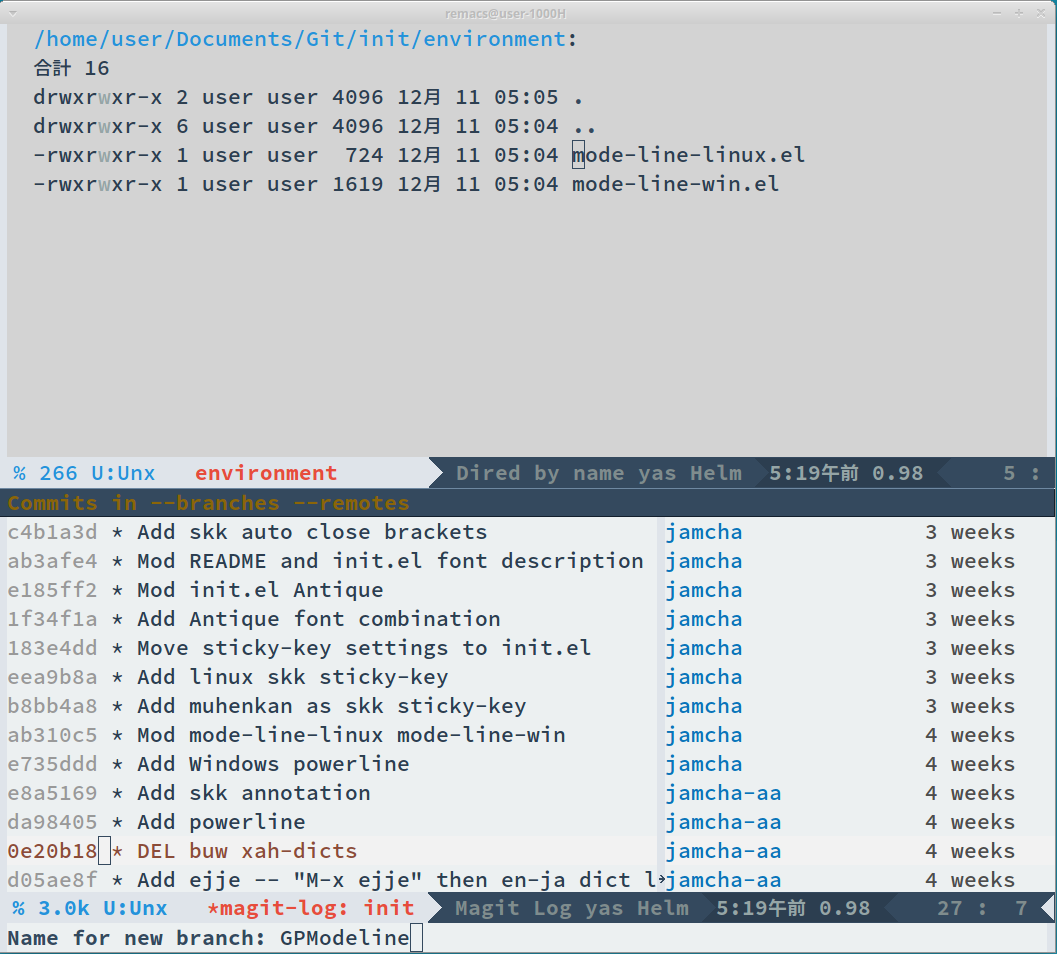 remacs@user-1000H
/home/user/Documents/Git/init/environment:
合計 16
drwxrwxr-x 2 user user 4096 12月 11 05:05 .
drwxrwxr-x 6 user user 4096 12月 11 05:04 ..
-rwxrwxr-x 1 user user  724 12月 11 05:04 mode-line-linux.el
-rwxrwxr-x 1 user user 1619 12月 11 05:04 mode-line-win.el
% 266 U:Unx environment Dired by name yas Helm 5:19午前 0.98 5 :
Commits in --branches --remotes
c4b1a3d * Add skk auto close brackets jamcha 3 weeks
ab3afe4 * Mod README and init.el font description jamcha 3 weeks
e185ff2 * Mod init.el Antique jamcha 3 weeks
1f34f1a * Add Antique font combination jamcha 3 weeks
183e4dd * Move sticky-key settings to init.el jamcha 3 weeks
eea9b8a * Add linux skk sticky-key jamcha 3 weeks
b8bb4a8 * Add muhenkan as skk sticky-key jamcha 3 weeks
ab310c5 * Mod mode-line-linux mode-line-win jamcha 4 weeks
e735ddd * Add Windows powerline jamcha 4 weeks
e8a5169 * Add skk annotation jamcha-aa 4 weeks
da98405 * Add powerline jamcha-aa 4 weeks
0e20b18 * DEL buw xah-dicts jamcha-aa 4 weeks
d05ae8f * Add ejje -- "M-x ejje" then en-ja dict l jamcha-aa 4 weeks
% 3.0k U:Unx *magit-log: init Magit Log yas Helm 5:19午前 0.98 27 : 7
Name for new branch: GPModeline